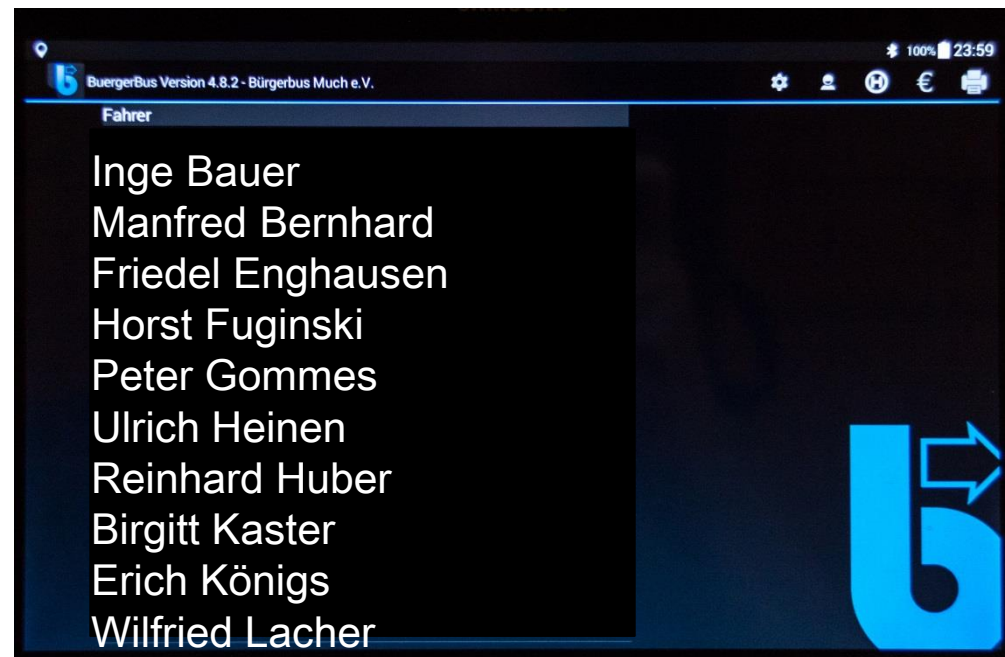 100% 23:59
BuergerBus Version 4.8.2 - Bürgerbus Much e.V.
H €
Fahrer
Inge Bauer
Manfred Bernhard
Friedel Enghausen
Horst Fuginski
Peter Gommes
Ulrich Heinen
Reinhard Huber
Birgitt Kaster
Erich Königs
Wilfried Lacher